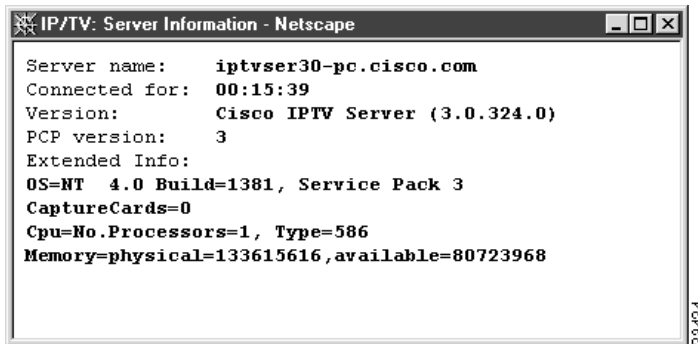 IP/TV: Server Information - Netscape
Server name: iptvser30-pc.cisco.com
Connected for: 00:15:39
Version: Cisco IPTV Server (3.0.324.0)
PCP version: 3
Extended Info:
OS=NT 4.0 Build=1381, Service Pack 3
CaptureCards=0
Cpu=No.Processors=1, Type=586
Memory=physical=133615616,available=80723968